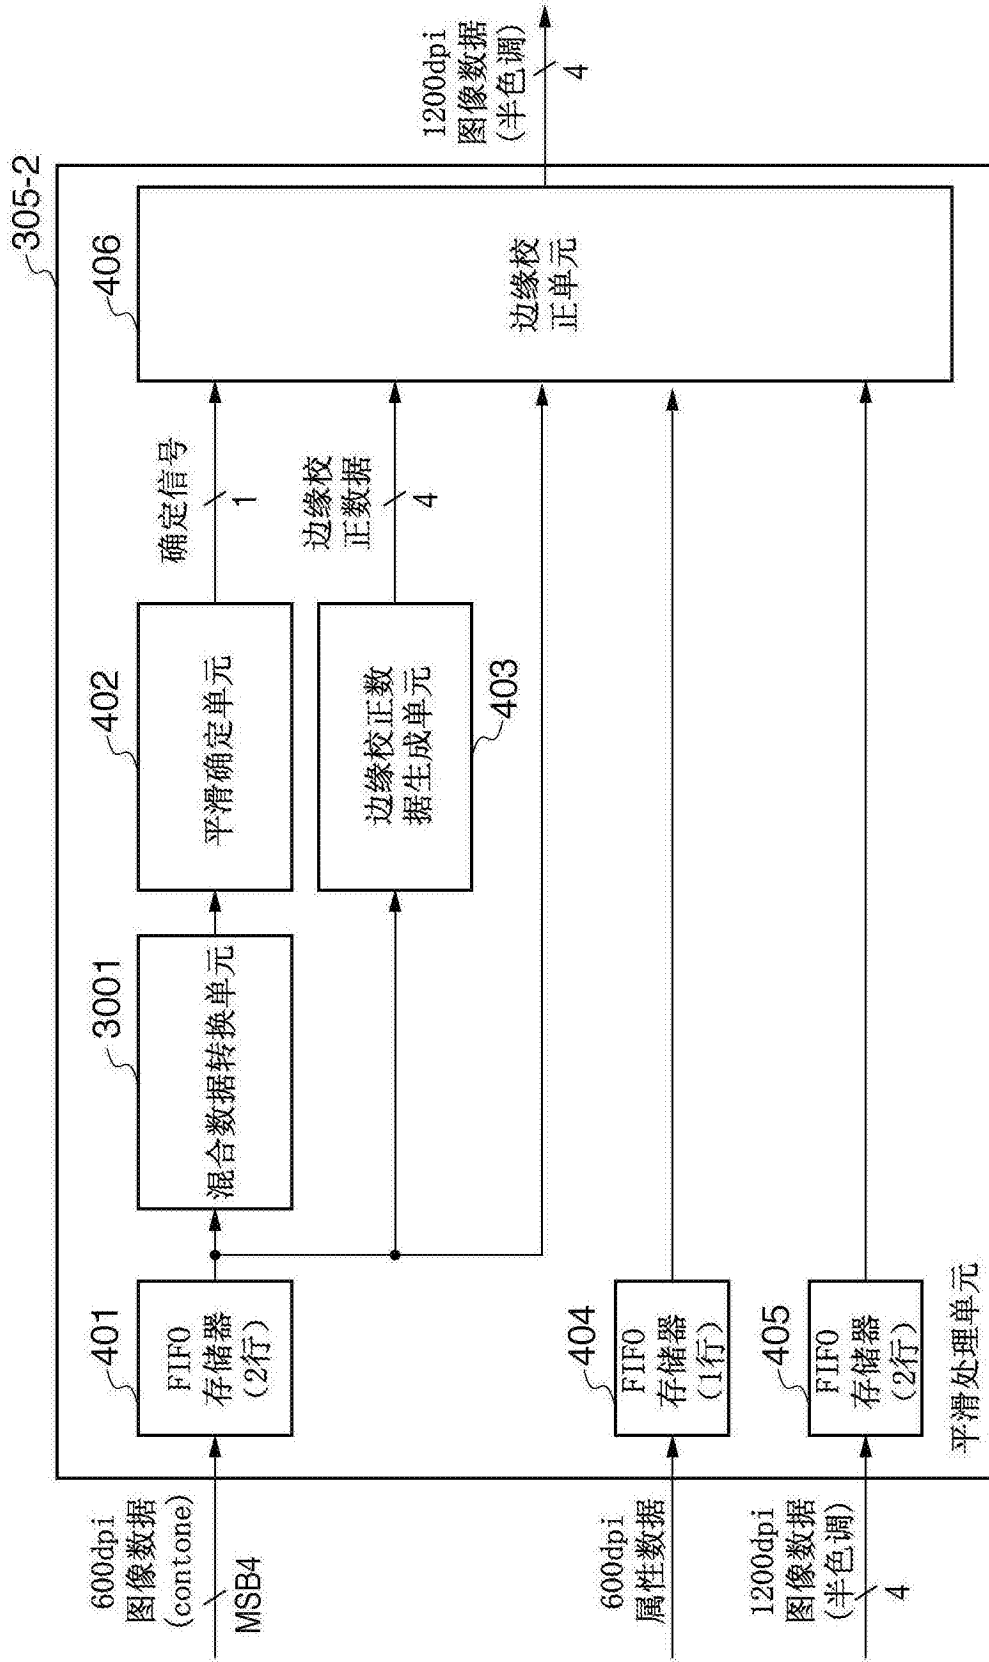 305-2
600dpi
图像数据
(contone)
MSB4
401
FIFO
存储器
(2行)
3001
混合数据转换单元
402
平滑确定单元
确定信号
1
406
边缘校
正单元
边缘校正数
据生成单元
403
边缘校
正数据
4
1200dpi
图像数据
(半色调)
4
600dpi
属性数据
404
FIFO
存储器
(1行)
1200dpi
图像数据
(半色调)
4
405
FIFO
存储器
(2行)
平滑处理单元